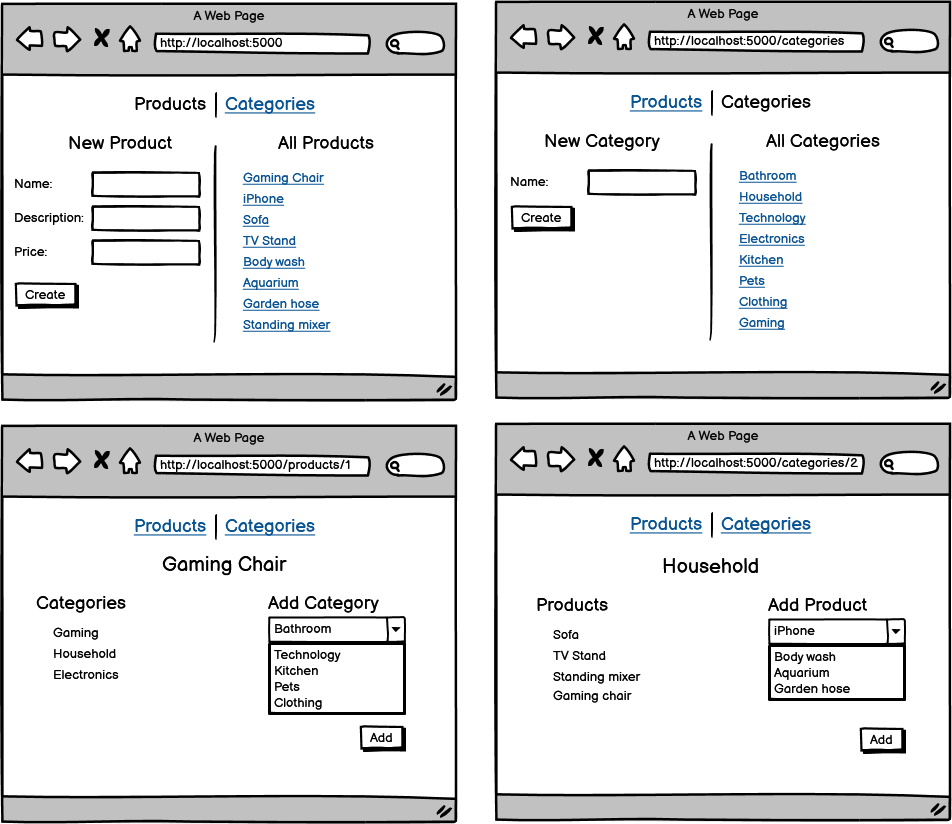 A Web Page
http://localhost:5000
Products | Categories
New Product
Name:
Description:
Price:
Create
All Products
Gaming Chair
iPhone
Sofa
TV Stand
Body wash
Aquarium
Garden hose
Standing mixer
A Web Page
http://localhost:5000/categories
Products | Categories
New Category
Name:
Create
All Categories
Bathroom
Household
Technology
Electronics
Kitchen
Pets
Clothing
Gaming
A Web Page
http://localhost:5000/products/1
Products | Categories
Gaming Chair
Categories
Gaming
Household
Electronics
Add Category
Bathroom
Technology
Kitchen
Pets
Clothing
Add
A Web Page
http://localhost:5000/categories/2
Products | Categories
Household
Products
Sofa
TV Stand
Standing mixer
Gaming chair
Add Product
iPhone
Body wash
Aquarium
Garden hose
Add